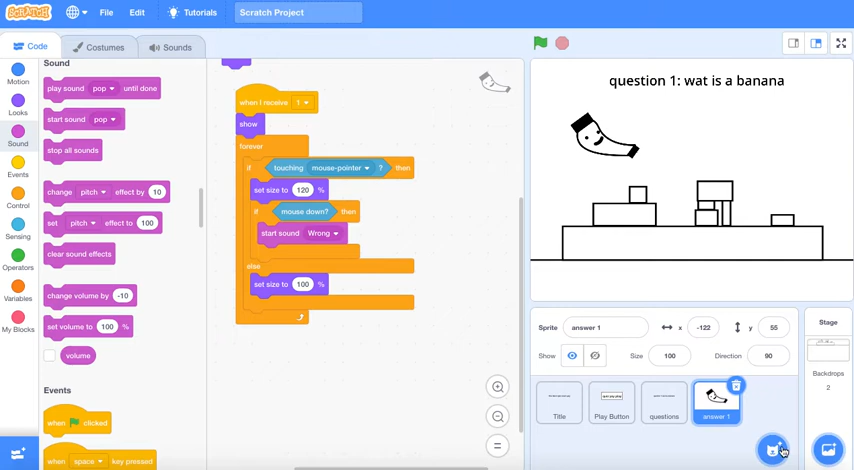 SCRATCH File Edit Tutorials Scratch Project
Code Costumes Sounds
Motion
Looks
Sound
Events
Control
Sensing
Operators
Variables
My Blocks
Sound
play sound pop until done
start sound pop
stop all sounds
change pitch effect by 10
set pitch effect to 100
clear sound effects
change volume by -10
set volume to 100 %
volume
Events
when clicked
when space key pressed
when I receive 1
show
forever
if touching mouse-pointer ? then
set size to 120 %
if mouse down? then
start sound Wrong
else
set size to 100 %
question 1: wat is a banana
Sprite answer 1 x -122 y 55
Show Size 100 Direction 90
Title
Play Button
questions
answer 1
Stage
Backdrops
2